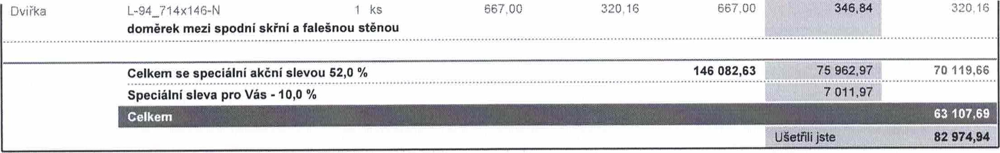 Dvířka L-94_714x146-N 1 ks 667,00 320,16 667,00 346,84 320,16
doměrek mezi spodní skřní a falešnou stěnou
Celkem se speciální akční slevou 52,0 % 146 082,63 75 962,97 70 119,66
Speciální sleva pro Vás - 10,0 % 7 011,97
Celkem 63 107,69
Ušetřili jste 82 974,94